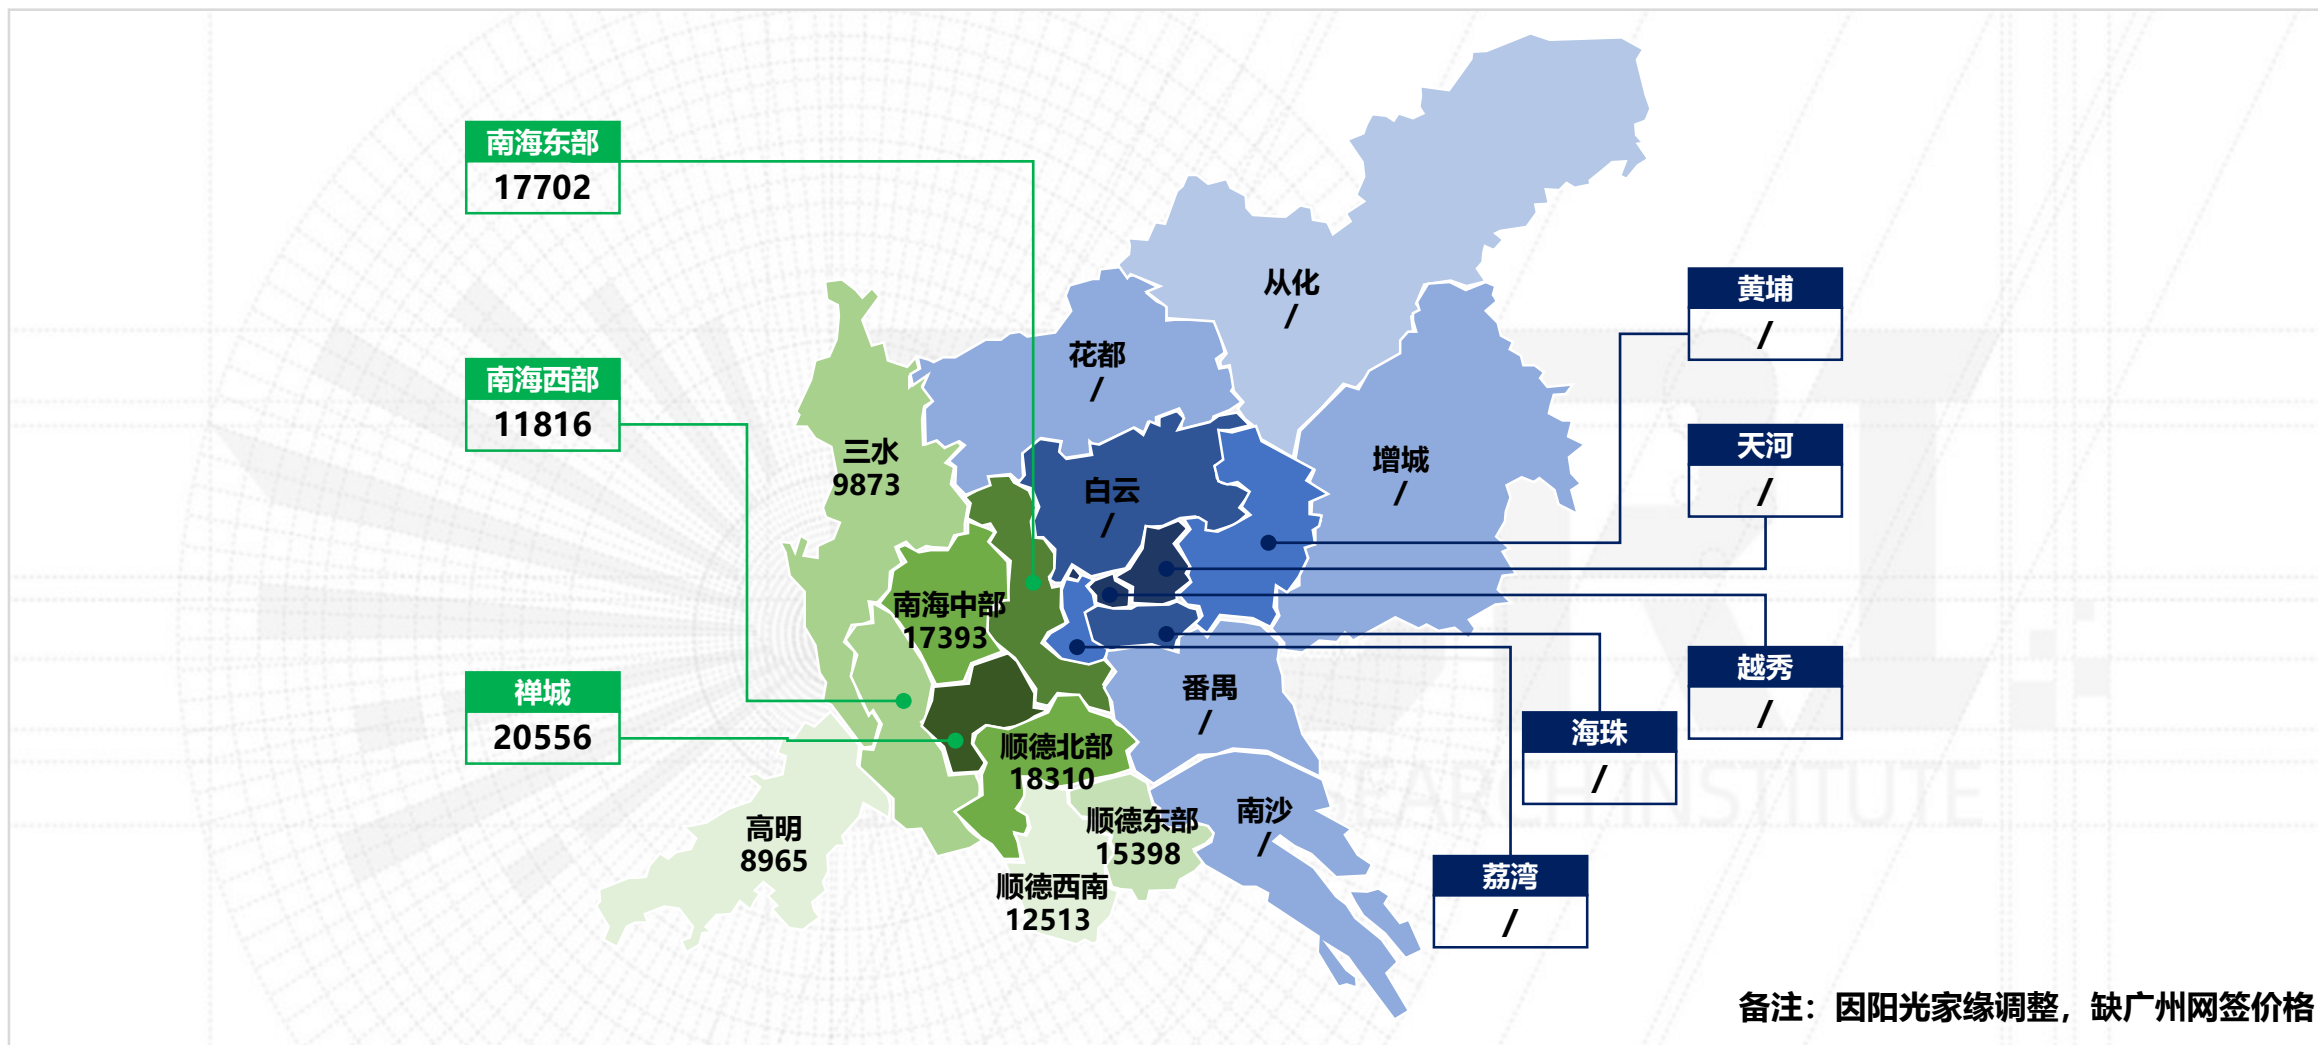 南海东部
17702
从化
/
黄埔
/
花都
/
南海西部
11816
天河
/
三水
9873
增城
/
白云
/
南海中部
17393
越秀
/
禅城
20556
番禺
/
海珠
/
顺德北部
18310
高明
8965
顺德东部
15398
南沙
/
顺德西南
12513
荔湾
/
SEARCH INSTITUTE
备注：因阳光家缘调整，缺广州网签价格